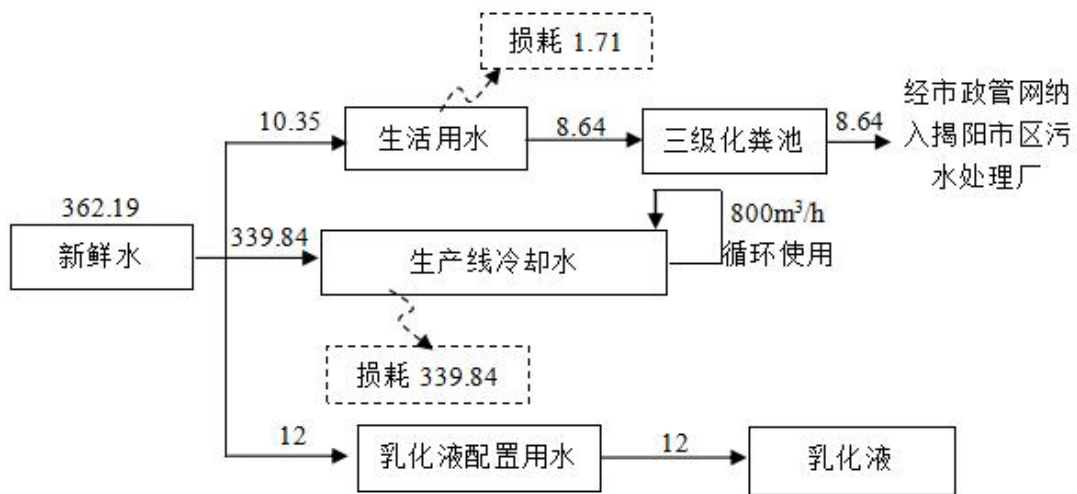 损耗 1.71
10.35
生活用水
8.64
三级化粪池
8.64
经市政管网纳
入揭阳市区污
水处理厂
362.19
新鲜水
339.84
生产线冷却水
800m³/h
循环使用
损耗 339.84
12
乳化液配置用水
12
乳化液